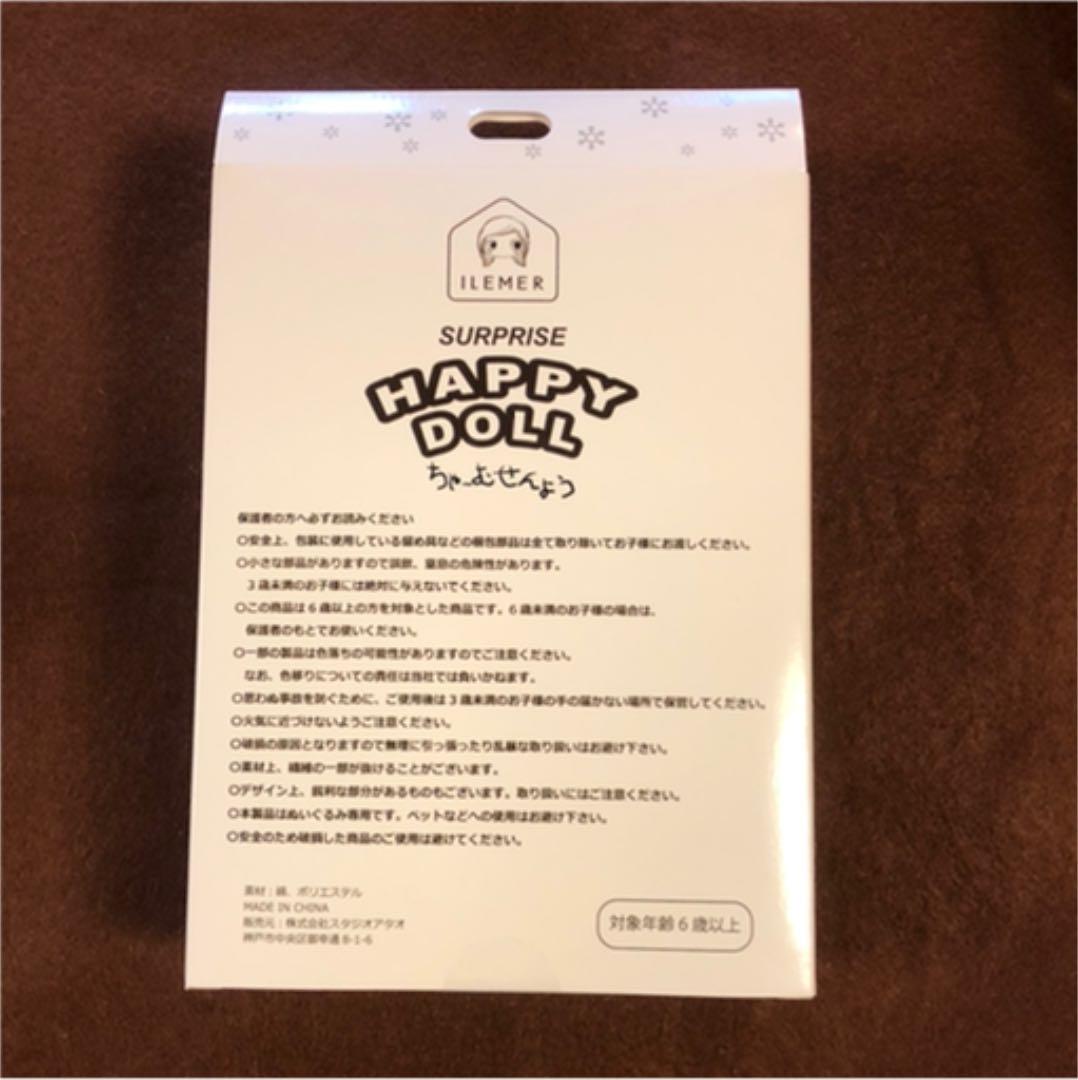 ILEMER
SURPRISE
HAPPY
DOLL
ちゃーむせんよう
保護者の方へ必ずお読みください
○安全上、包装に使用している留め具などの梱包部品は全て取り除いてお子様にお渡しください。
○小さな部品がありますので誤飲、窒息の危険性があります。
3歳未満のお子様には絶対に与えないでください。
○この商品は6歳以上の方を対象とした商品です。6歳未満のお子様の場合は、
保護者のもとでお使いください。
○一部の製品は色落ちの可能性がありますのでご注意ください。
なお、色移りについての責任は当社では負いかねます。
○思わぬ事故を防ぐために、ご使用後は3歳未満のお子様の手の届かない場所で保管してください。
○火気に近づけないようご注意ください。
○破損の原因となりますので無理に引っ張ったり乱暴な取り扱いはお避け下さい。
○素材上、繊維の一部が抜けることがございます。
○デザイン上、鋭利な部分があるものもございます。取り扱いにはご注意ください。
○本製品はぬいぐるみ専用です。ペットなどへの使用はお避け下さい。
○安全のため破損した商品のご使用は避けてください。
素材：綿、ポリエステル
MADE IN CHINA
販売元：株式会社スタジオアタオ
神戸市中央区御幸通8-1-6
対象年齢6歳以上